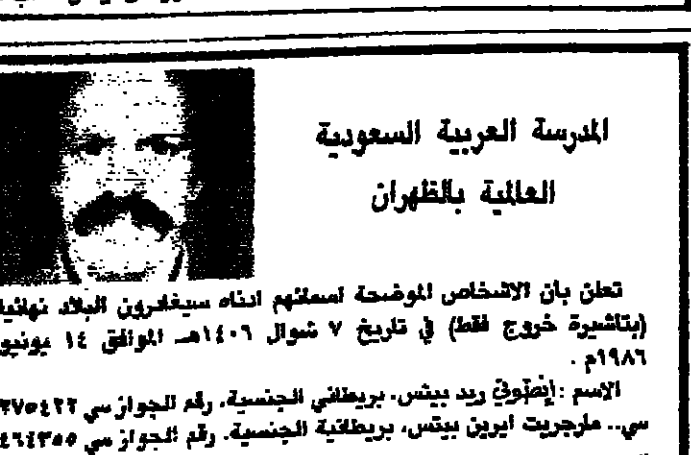 المدرسة العربية السعودية
العالمية بالظهران
تعلن بان الاشخاص الموضحة اسمائهم ادناه سيغادرون البلاد نهائيا
(بتاشيرة خروج فقط) في تاريخ ٧ شوال ١٤٠٦هـ الموافق ١٤ يونيو
١٩٨٦م .
الاسم : إنطوني ريد بيتس. بريطاني الجنسية. رقم الجواز سي ٣٧٥٤٢٢
سي.. مارجريت ايرين بيتس، بريطانية الجنسية. رقم الجواز سي ٤٦٤٣٥٥